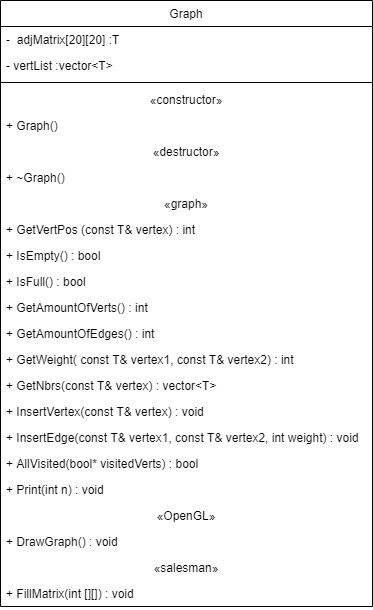 Graph
- adjMatrix[20][20] :T
- vertList :vector<T>
«constructor»
+ Graph()
«destructor»
+ ~Graph()
«graph»
+ GetVertPos (const T& vertex) : int
+ IsEmpty() : bool
+ IsFull() : bool
+ GetAmountOfVerts() : int
+ GetAmountOfEdges() : int
+ GetWeight( const T& vertex1, const T& vertex2) : int
+ GetNbrs(const T& vertex) : vector<T>
+ InsertVertex(const T& vertex) : void
+ InsertEdge(const T& vertex1, const T& vertex2, int weight) : void
+ AllVisited(bool* visitedVerts) : bool
+ Print(int n) : void
«OpenGL»
+ DrawGraph() : void
«salesman»
+ FillMatrix(int [][]) : void